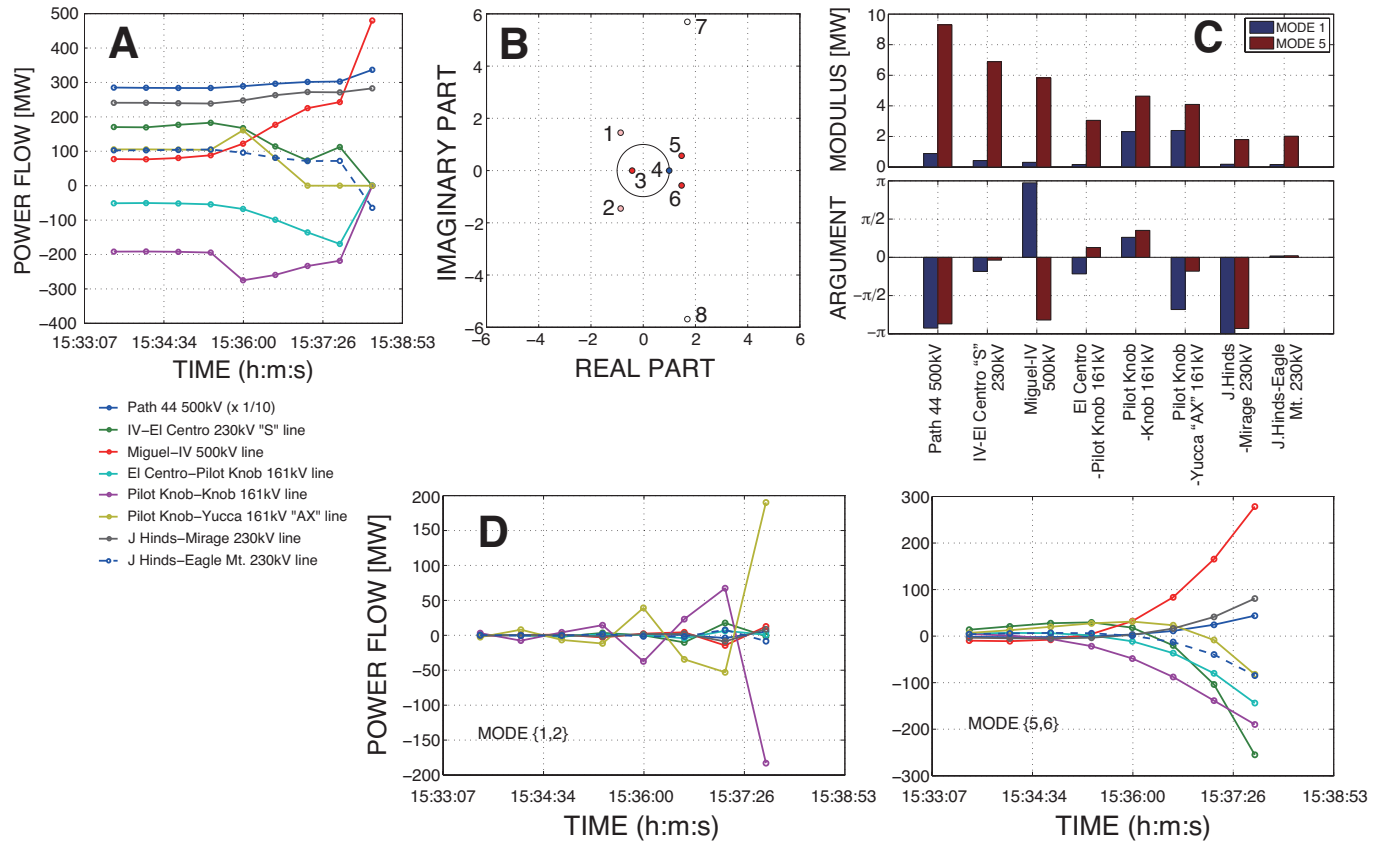 A
POWER FLOW [MW]
500
400
300
200
100
0
−100
−200
−300
−400
15:33:07 15:34:34 15:36:00 15:37:26 15:38:53
TIME (h:m:s)
B
IMAGINARY PART
6
4
2
0
−2
−4
−6
−6 −4 −2 0 2 4 6
REAL PART
1
2
3
4
5
6
7
8
C
MODE 1
MODE 5
MODULUS [MW]
10
8
6
4
2
0
ARGUMENT
π
π/2
0
−π/2
−π
Path 44 500kV
IV-El Centro “S”
230kV
Miguel-IV
500kV
El Centro
-Pilot Knob 161kV
Pilot Knob
-Knob 161kV
Pilot Knob
-Yucca “AX” 161kV
J.Hinds
-Mirage 230kV
J.Hinds-Eagle
Mt. 230kV
Path 44 500kV (x 1/10)
IV−El Centro 230kV "S" line
Miguel−IV 500kV line
El Centro−Pilot Knob 161kV line
Pilot Knob−Knob 161kV line
Pilot Knob−Yucca 161kV "AX" line
J Hinds−Mirage 230kV line
J Hinds−Eagle Mt. 230kV line
D
POWER FLOW [MW]
200
150
100
50
0
−50
−100
−150
−200
MODE {1,2}
15:33:07 15:34:34 15:36:00 15:37:26 15:38:53
TIME (h:m:s)
300
200
100
0
−100
−200
−300
MODE {5,6}
15:33:07 15:34:34 15:36:00 15:37:26 15:38:53
TIME (h:m:s)